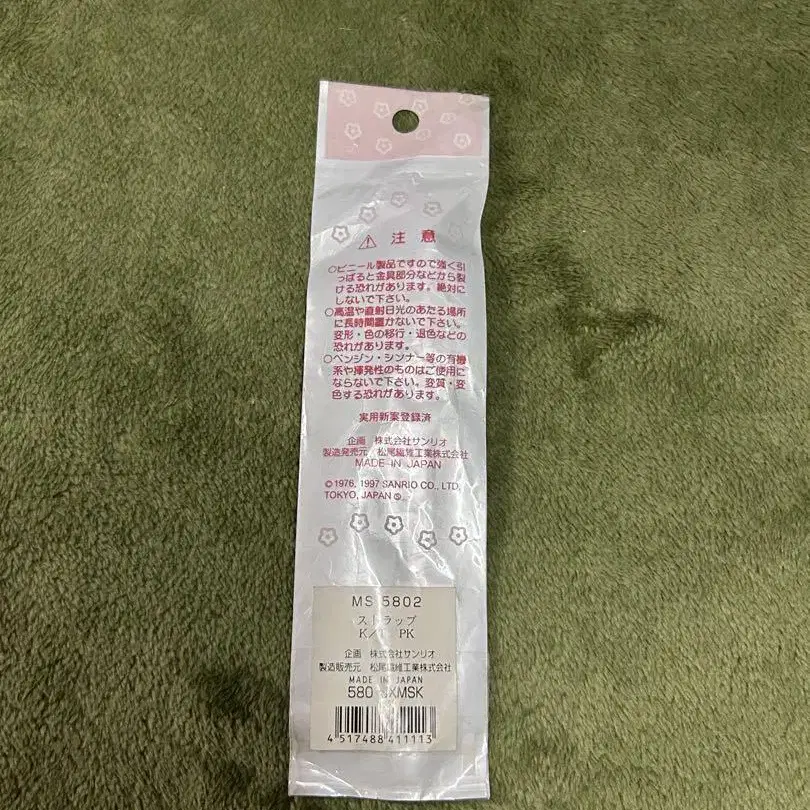 ⚠ 注意
○ビニール製品ですので強く引
っぱると金具部分などから裂
ける恐れがあります。絶対に
しないで下さい。
○高温や直射日光のあたる場所
に長時間置かないで下さい。
変形・色の移行・退色などの
恐れがあります。
○ベンジン・シンナー等の有機
系や揮発性のものはご使用に
ならないで下さい。変質・変
色する恐れがあります。
実用新案登録済
企画 株式会社サンリオ
製造発売元 松尾繊維工業株式会社
MADE IN JAPAN
©1976, 1997 SANRIO CO., LTD.
TOKYO, JAPAN Ⓢ
MS 5802
ストラップ
PK
企画 株式会社サンリオ
製造販売元 松尾繊維工業株式会社
MADE IN JAPAN
580 XMSK
4 517488 411113